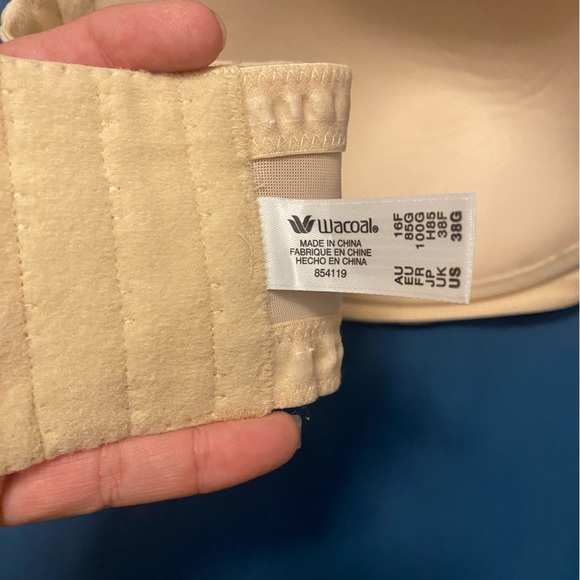 Wacoal®
MADE IN CHINA
FABRIQUE EN CHINE
HECHO EN CHINA
854119
AU 16F
EU 85G
FR 100G
JP H85
UK 38F
US 38G